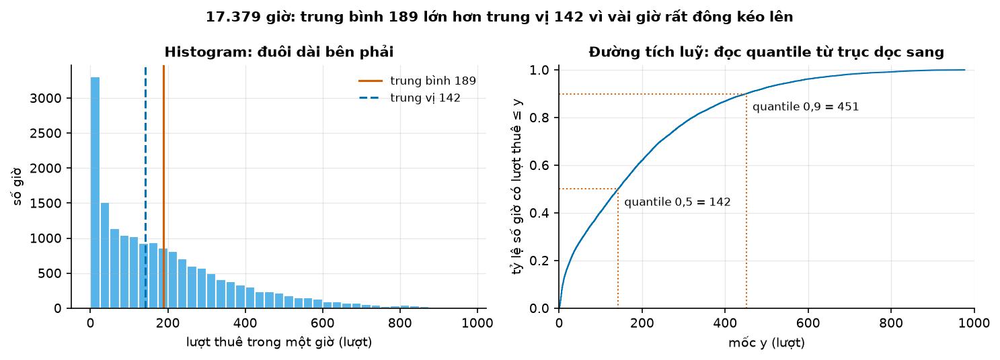 17.379 giờ: trung bình 189 lớn hơn trung vị 142 vì vài giờ rất đông kéo lên
Histogram: đuôi dài bên phải
trung bình 189
trung vị 142
số giờ
3000
2500
2000
1500
1000
500
0
0 200 400 600 800 1000
lượt thuê trong một giờ (lượt)
Đường tích luỹ: đọc quantile từ trục dọc sang
tỷ lệ số giờ có lượt thuê ≤ y
1.0
0.8
0.6
0.4
0.2
0.0
quantile 0,9 = 451
quantile 0,5 = 142
0 200 400 600 800 1000
mốc y (lượt)